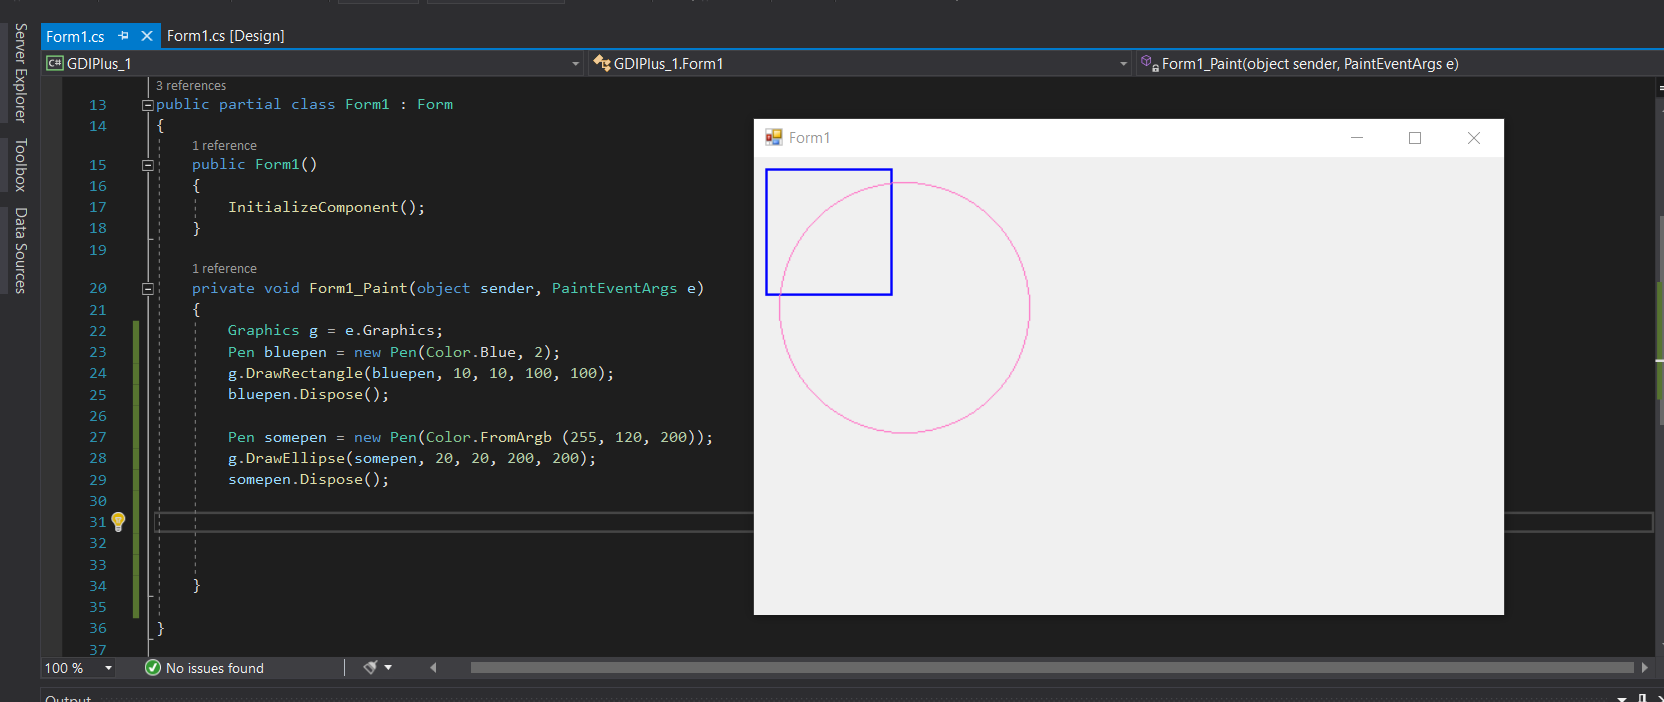 Server Explorer
Toolbox
Data Sources
Form1.cs
Form1.cs [Design]
C# GDIPlus_1
GDIPlus_1.Form1
Form1_Paint(object sender, PaintEventArgs e)
3 references
13 public partial class Form1 : Form
14 {
1 reference
15 public Form1()
16 {
17 InitializeComponent();
18 }
19
1 reference
20 private void Form1_Paint(object sender, PaintEventArgs e)
21 {
22 Graphics g = e.Graphics;
23 Pen bluepen = new Pen(Color.Blue, 2);
24 g.DrawRectangle(bluepen, 10, 10, 100, 100);
25 bluepen.Dispose();
26
27 Pen somepen = new Pen(Color.FromArgb (255, 120, 200));
28 g.DrawEllipse(somepen, 20, 20, 200, 200);
29 somepen.Dispose();
30
31
32
33
34 }
35
36 }
37
Form1
100 %
No issues found
Output